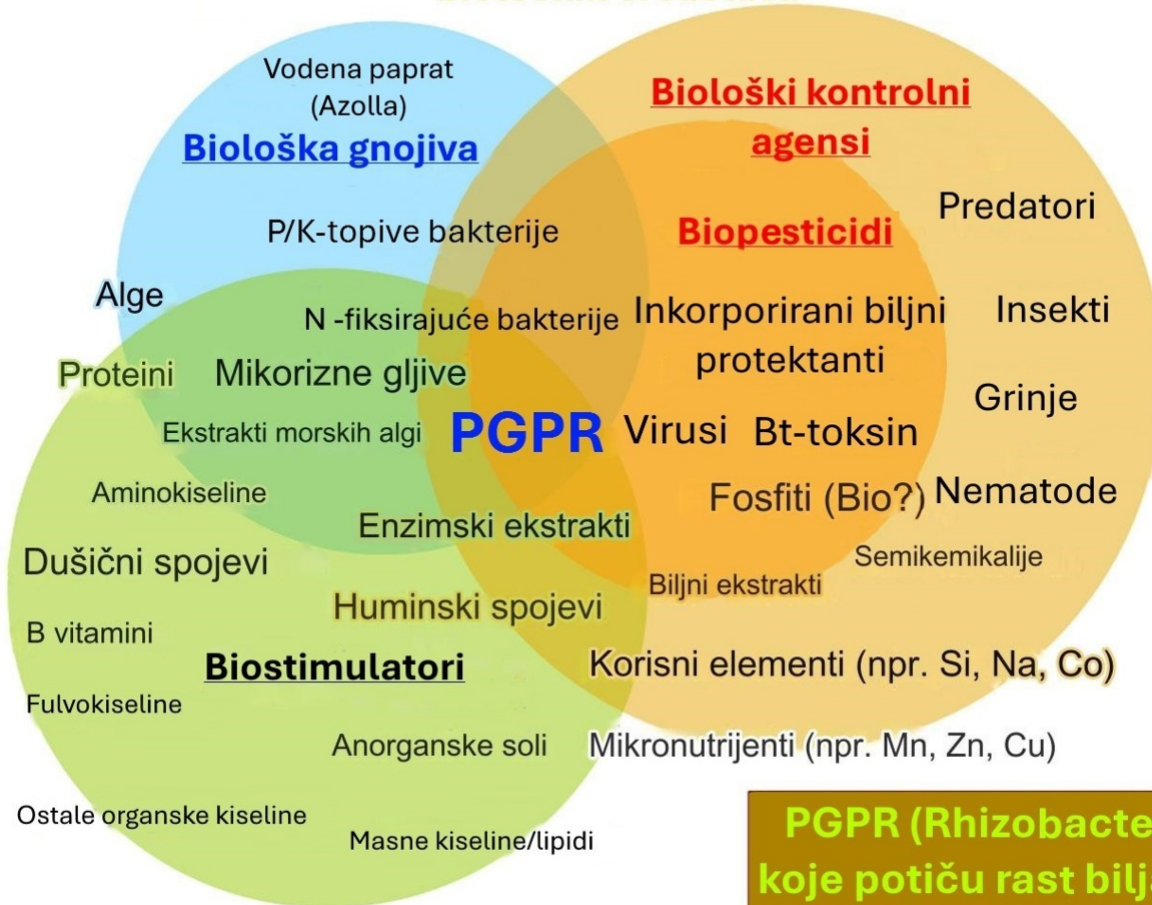 Vodena paprat
(Azolla)
Biološka gnojiva
P/K-topive bakterije
Alge
N -fiksirajuće bakterije
Proteini
Mikorizne gljive
Ekstrakti morskih algi
PGPR
Aminokiseline
Enzimski ekstrakti
Dušični spojevi
Huminski spojevi
B vitamini
Biostimulatori
Fulvokiseline
Anorganske soli
Ostale organske kiseline
Masne kiseline/lipidi
Biološki kontrolni
agensi
Predatori
Biopesticidi
Inkorporirani biljni
protektanti
Insekti
Grinje
Virusi
Bt-toksin
Fosfiti (Bio?)
Nematode
Semikemikalije
Biljni ekstrakti
Korisni elementi (npr. Si, Na, Co)
Mikronutrijenti (npr. Mn, Zn, Cu)
PGPR (Rhizobacte
koje potiču rast bilja